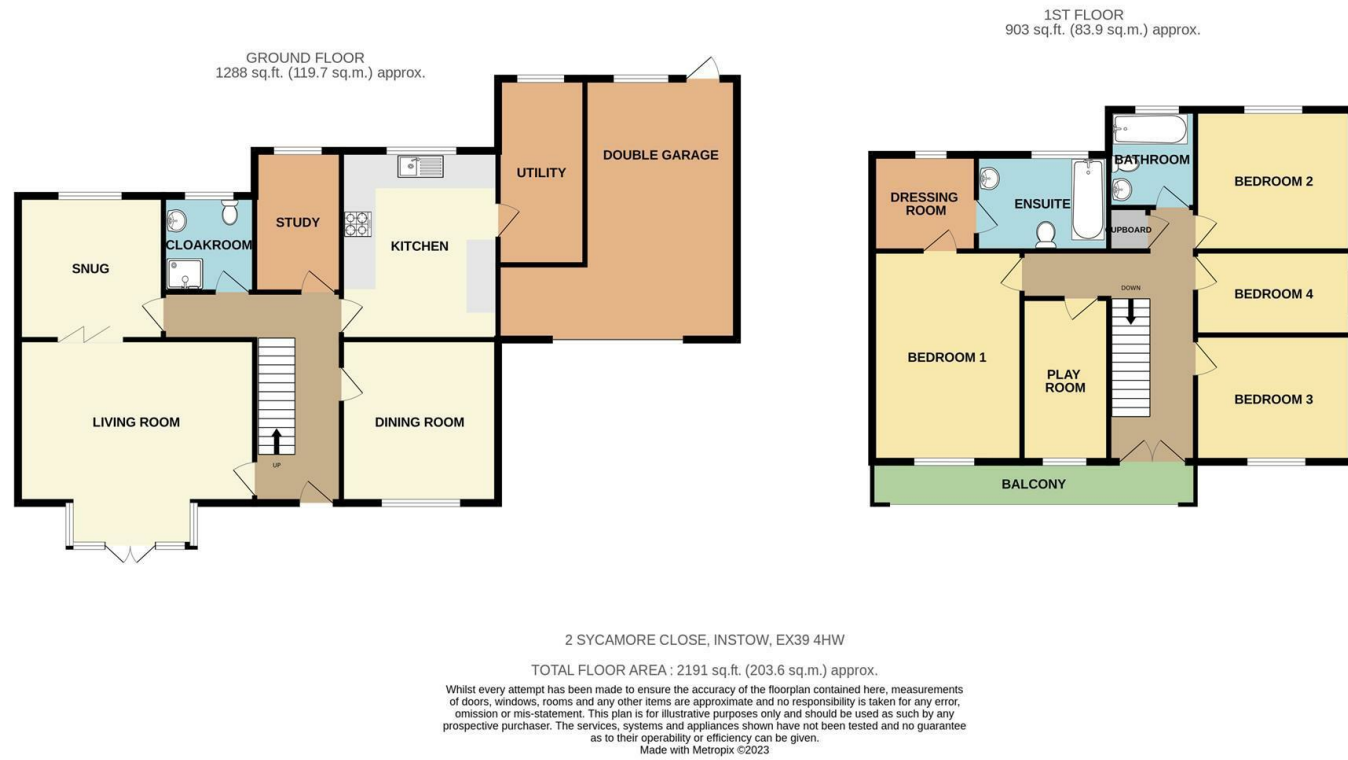 GROUND FLOOR
1288 sq.ft. (119.7 sq.m.) approx.
1ST FLOOR
903 sq.ft. (83.9 sq.m.) approx.
UTILITY
DOUBLE GARAGE
STUDY
KITCHEN
CLOAKROOM
SNUG
LIVING ROOM
DINING ROOM
UP
BATHROOM
BEDROOM 2
DRESSING
ROOM
ENSUITE
CUPBOARD
DOWN
BEDROOM 4
BEDROOM 1
PLAY
ROOM
BEDROOM 3
BALCONY
2 SYCAMORE CLOSE, INSTOW, EX39 4HW
TOTAL FLOOR AREA : 2191 sq.ft. (203.6 sq.m.) approx.
Whilst every attempt has been made to ensure the accuracy of the floorplan contained here, measurements
of doors, windows, rooms and any other items are approximate and no responsibility is taken for any error,
omission or mis-statement. This plan is for illustrative purposes only and should be used as such by any
prospective purchaser. The services, systems and appliances shown have not been tested and no guarantee
as to their operability or efficiency can be given.
Made with Metropix ©2023